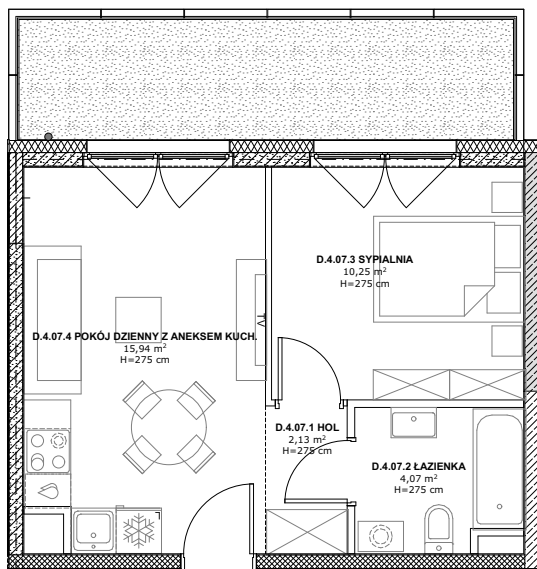 D.4.07.3 SYPIALNIA
10,25 m²
H=275 cm
D.4.07.4 POKÓJ DZIENNY Z ANEKSEM KUCH.
15,94 m²
H=275 cm
D.4.07.1 HOL
2,13 m²
H=275 cm
D.4.07.2 ŁAZIENKA
4,07 m²
H=275 cm
TV